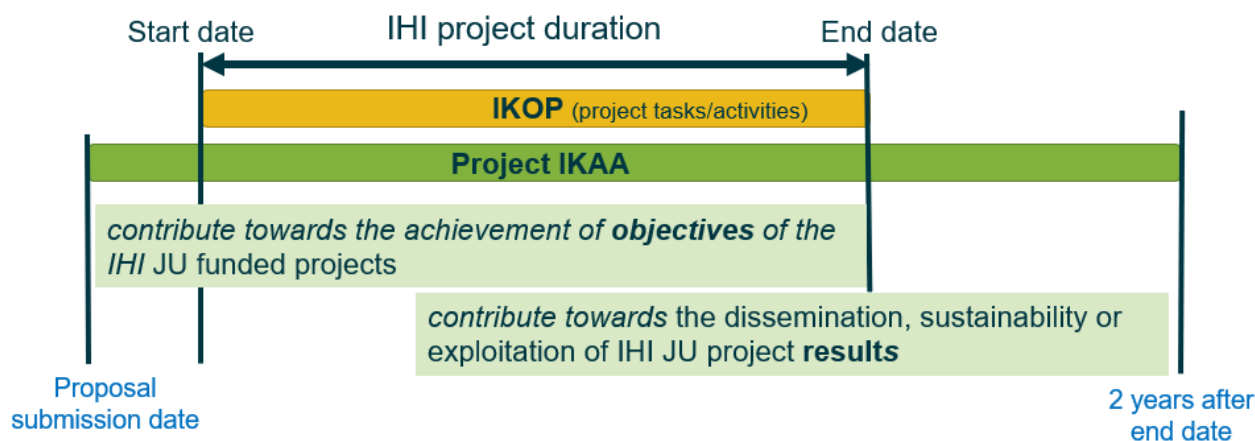 Start date
IHI project duration
End date
IKOP (project tasks/activities)
Project IKAA
contribute towards the achievement of objectives of the
IHI JU funded projects
contribute towards the dissemination, sustainability or
exploitation of IHI JU project results
Proposal
submission date
2 years after
end date